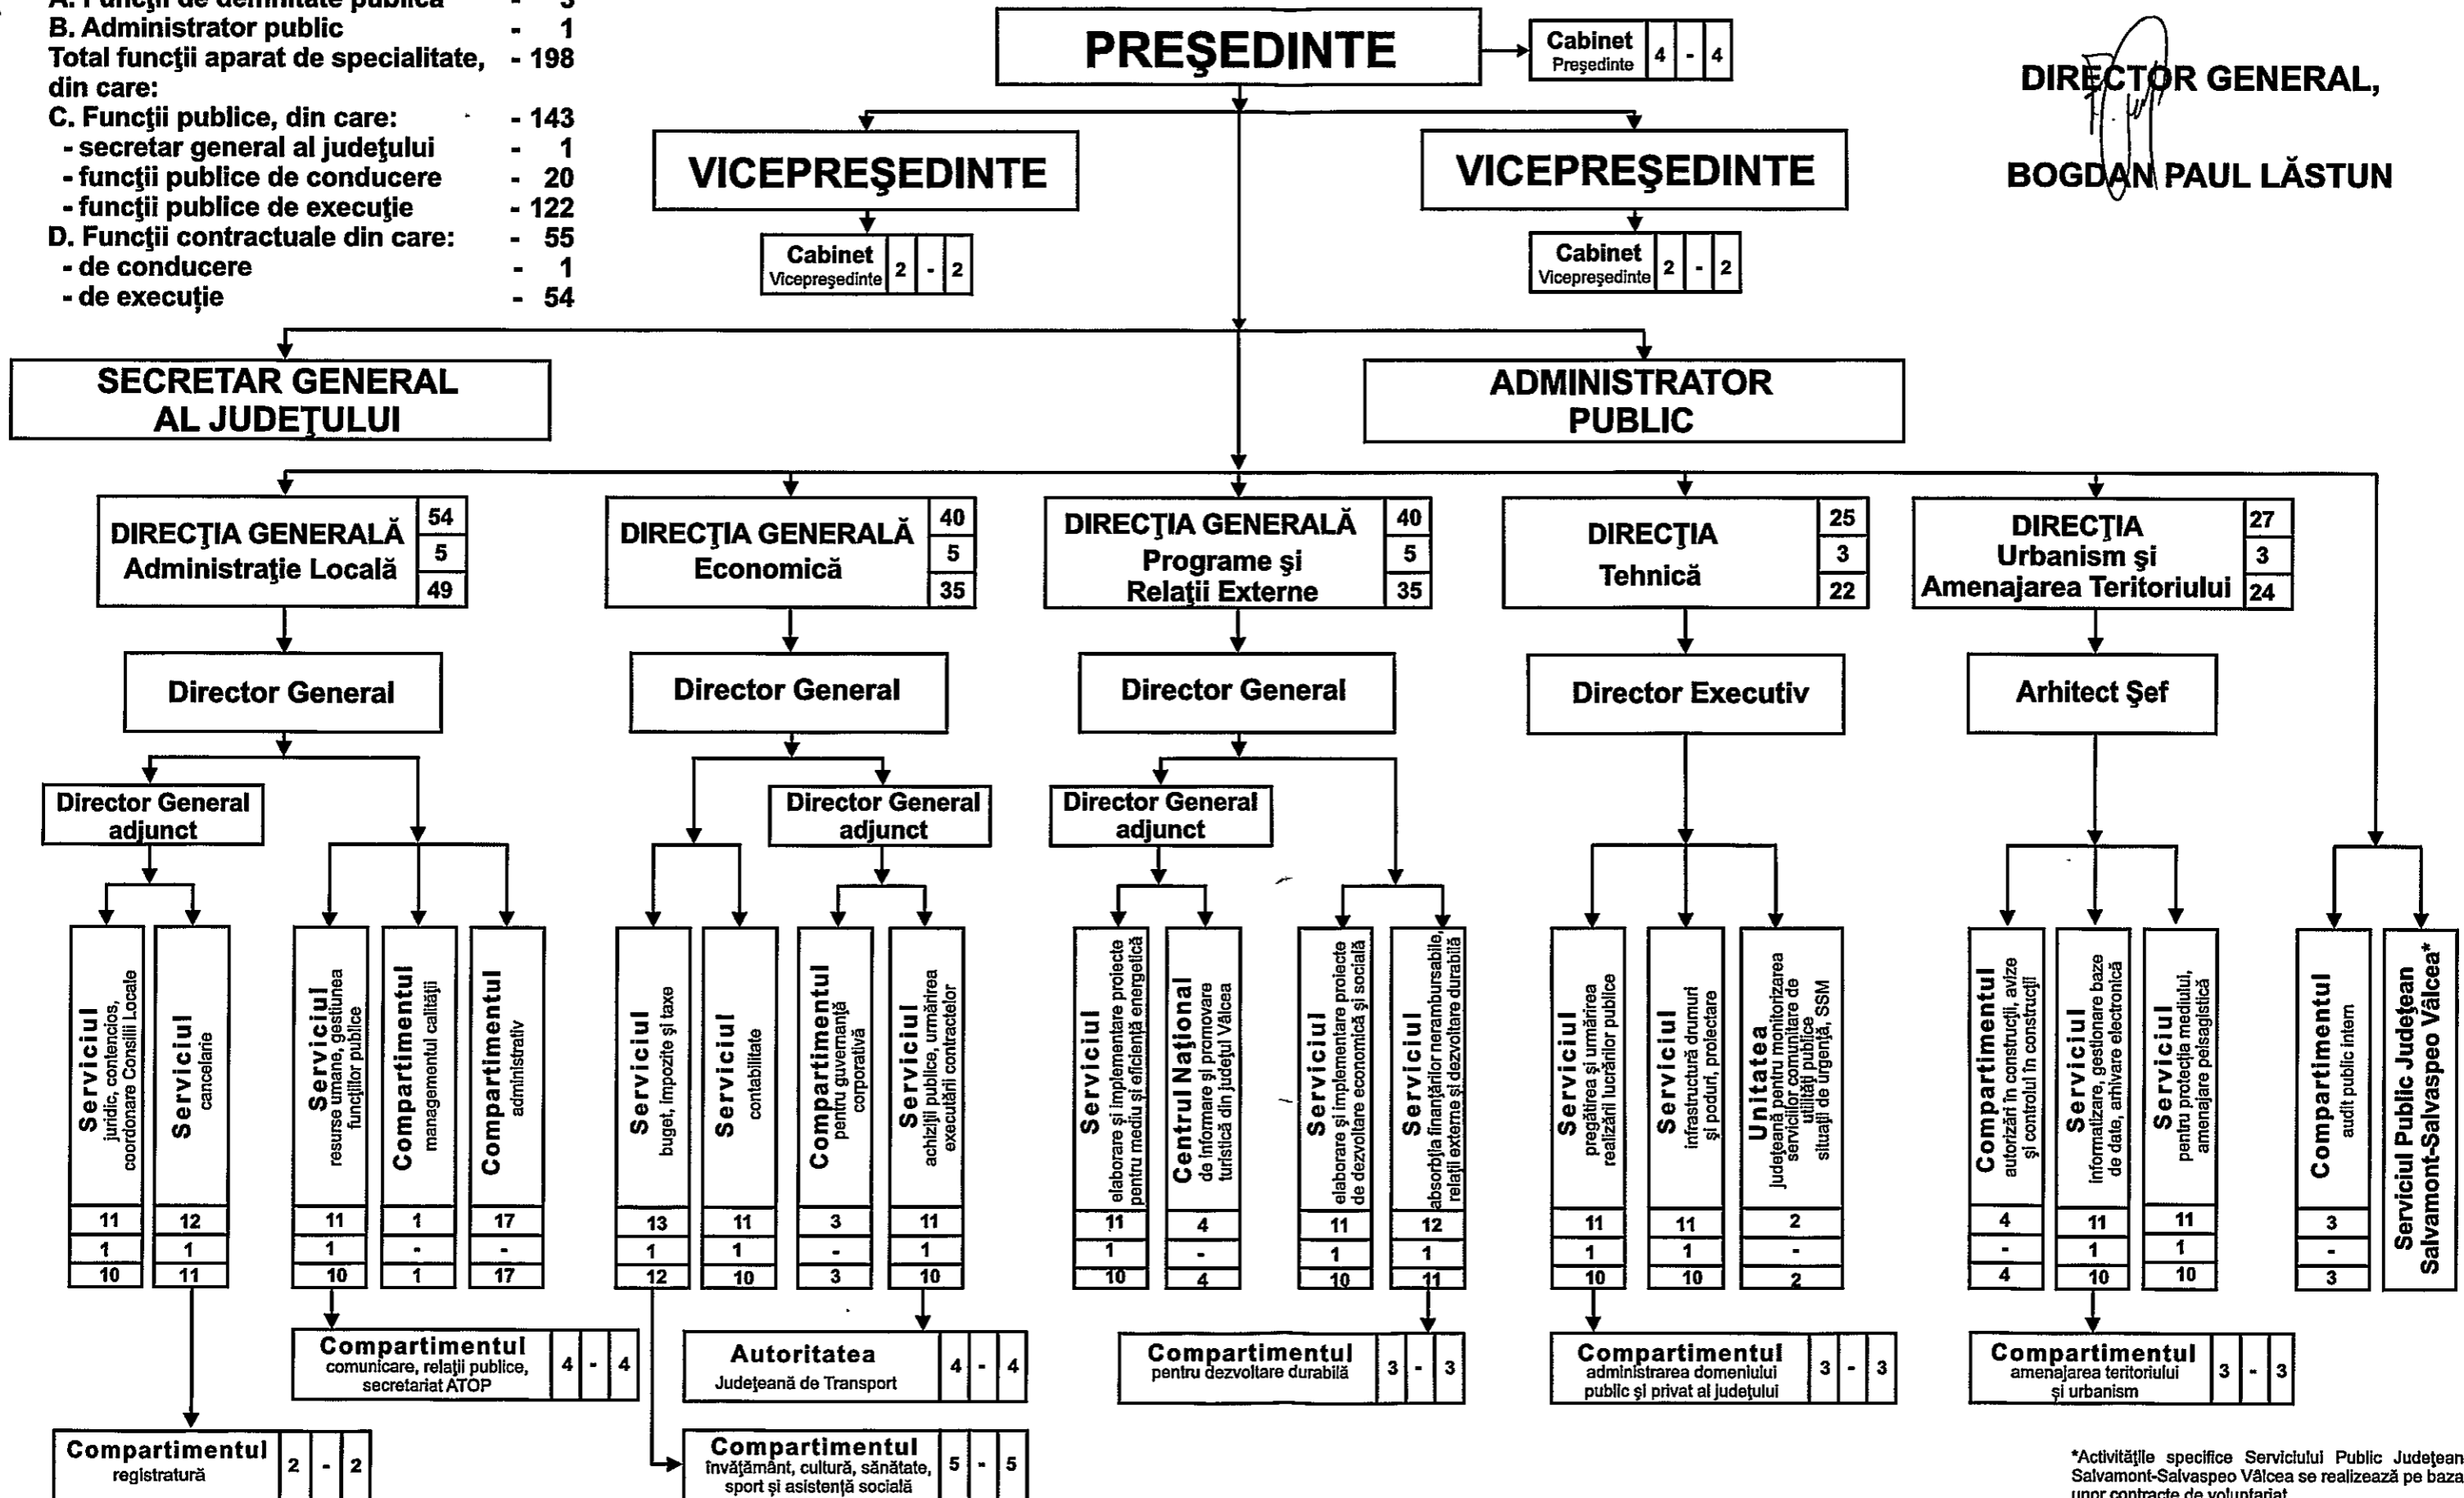 A. Funcţii de demnitate publică - 3
B. Administrator public - 1
Total funcţii aparat de specialitate, - 198
din care:
C. Funcţii publice, din care: - 143
- secretar general al judeţului - 1
- funcţii publice de conducere - 20
- funcţii publice de execuţie - 122
D. Funcţii contractuale din care: - 55
- de conducere - 1
- de execuție - 54
PREŞEDINTE
Cabinet
Preşedinte
4 - 4
DIRECTOR GENERAL,
BOGDAN PAUL LĂSTUN
VICEPREŞEDINTE
Cabinet
Vicepreşedinte
2 - 2
VICEPREŞEDINTE
Cabinet
Vicepreşedinte
2 - 2
SECRETAR GENERAL
AL JUDEŢULUI
ADMINISTRATOR
PUBLIC
DIRECŢIA GENERALĂ
Administraţie Locală
54
5
49
DIRECŢIA GENERALĂ
Economică
40
5
35
DIRECŢIA GENERALĂ
Programe şi
Relaţii Externe
40
5
35
DIRECŢIA
Tehnică
25
3
22
DIRECŢIA
Urbanism şi
Amenajarea Teritoriului
27
3
24
Director General
Director General
Director General
Director Executiv
Arhitect Şef
Director General
adjunct
Director General
adjunct
Director General
adjunct
Serviciul
juridic, contencios,
coordonare Consilii Locale
11
1
10
Serviciul
cancelarie
12
1
11
Serviciul
resurse umane, gestiunea
funcţiilor publice
11
1
10
Compartimentul
managementul calităţii
1
-
1
Compartimentul
administrativ
17
-
17
Serviciul
buget, impozite şi taxe
13
1
12
Serviciul
contabilitate
11
1
10
Compartimentul
pentru guvernanţă
corporativă
3
-
3
Serviciul
achiziţii publice, urmărirea
executării contractelor
11
1
10
Serviciul
elaborare şi implementare proiecte
pentru mediu şi eficienţă energetică
11
1
10
Centrul Naţional
de informare şi promovare
turistică din judeţul Vâlcea
4
-
4
Serviciul
elaborare şi implementare proiecte
de dezvoltare economică şi socială
11
1
10
Serviciul
absorbţia finanţărilor nerambursabile,
relaţii externe şi dezvoltare durabilă
12
1
11
Serviciul
pregătirea şi urmărirea
realizării lucrărilor publice
11
1
10
Serviciul
infrastructură drumuri
şi poduri, proiectare
11
1
10
Unitatea
judeţeană pentru monitorizarea
serviciilor comunitare de
utilităţi publice
situaţii de urgenţă, SSM
2
-
2
Compartimentul
autorizări în construcţii, avize
şi controlul în construcţii
4
-
4
Serviciul
informatizare, gestionare baze
de date, arhivare electronică
11
1
10
Serviciul
pentru protecţia mediului,
amenajare peisagistică
11
1
10
Compartimentul
audit public intern
3
-
3
Serviciul Public Judeţean
Salvamont-Salvaspeo Vâlcea*
Compartimentul
comunicare, relaţii publice,
secretariat ATOP
4 - 4
Autoritatea
Judeţeană de Transport
4 - 4
Compartimentul
pentru dezvoltare durabilă
3 - 3
Compartimentul
administrarea domeniului
public şi privat al judeţului
3 - 3
Compartimentul
amenajarea teritoriului
şi urbanism
3 - 3
Compartimentul
registratură
2 - 2
Compartimentul
învăţământ, cultură, sănătate,
sport şi asistenţă socială
5 - 5
*Activităţile specifice Serviciului Public Judeţean
Salvamont-Salvaspeo Vâlcea se realizează pe baza
unor contracte de voluntariat